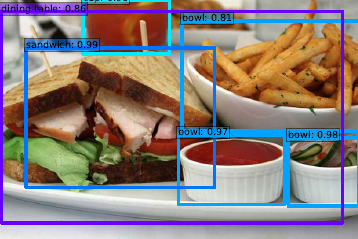 dining table: 0.86
bowl: 0.81
sandwich: 0.99
bowl: 0.97
bowl: 0.98